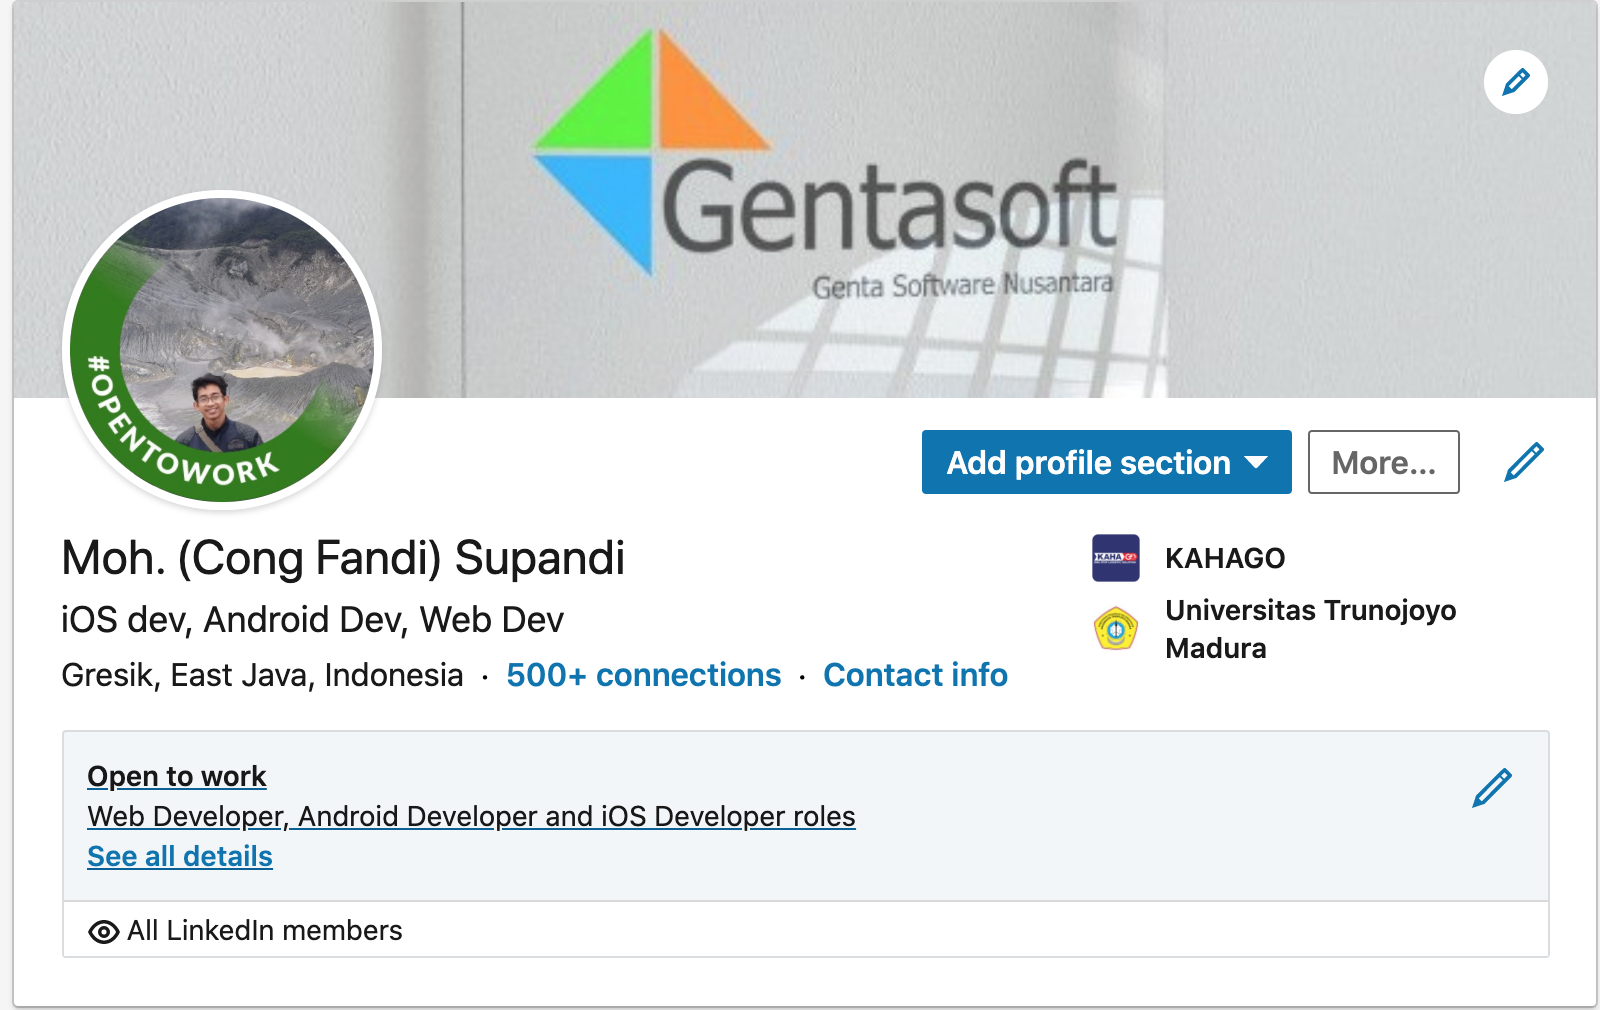 Gentasoft
Genta Software Nusantara
#OPENTOWORK
Add profile section
More...
Moh. (Cong Fandi) Supandi
iOS dev, Android Dev, Web Dev
Gresik, East Java, Indonesia · 500+ connections · Contact info
KAHAGO
KAHAGO
Universitas Trunojoyo
Madura
Open to work
Web Developer, Android Developer and iOS Developer roles
See all details
All LinkedIn members